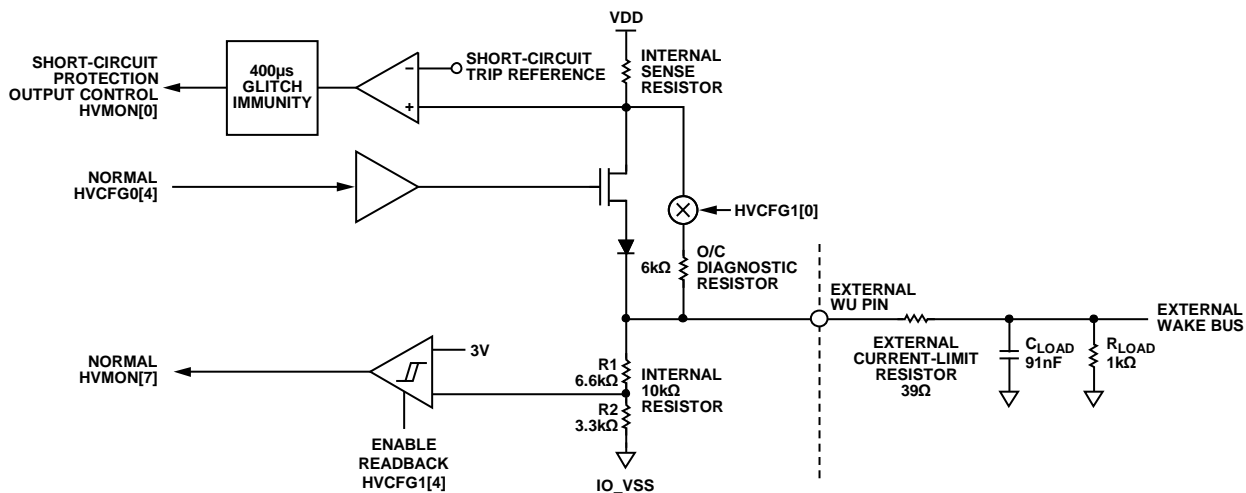 VDD
SHORT-CIRCUIT
PROTECTION
OUTPUT CONTROL
HVMON[0]
400µs
GLITCH
IMMUNITY
–
+
SHORT-CIRCUIT
TRIP REFERENCE
INTERNAL
SENSE
RESISTOR
NORMAL
HVCFG0[4]
HVCFG1[0]
6kΩ
O/C
DIAGNOSTIC
RESISTOR
EXTERNAL
WU PIN
EXTERNAL
WAKE BUS
EXTERNAL
CURRENT-LIMIT
RESISTOR
39Ω
CLOAD
91nF
RLOAD
1kΩ
NORMAL
HVMON[7]
3V
R1
6.6kΩ
R2
3.3kΩ
INTERNAL
10kΩ
RESISTOR
ENABLE
READBACK
HVCFG1[4]
IO_VSS